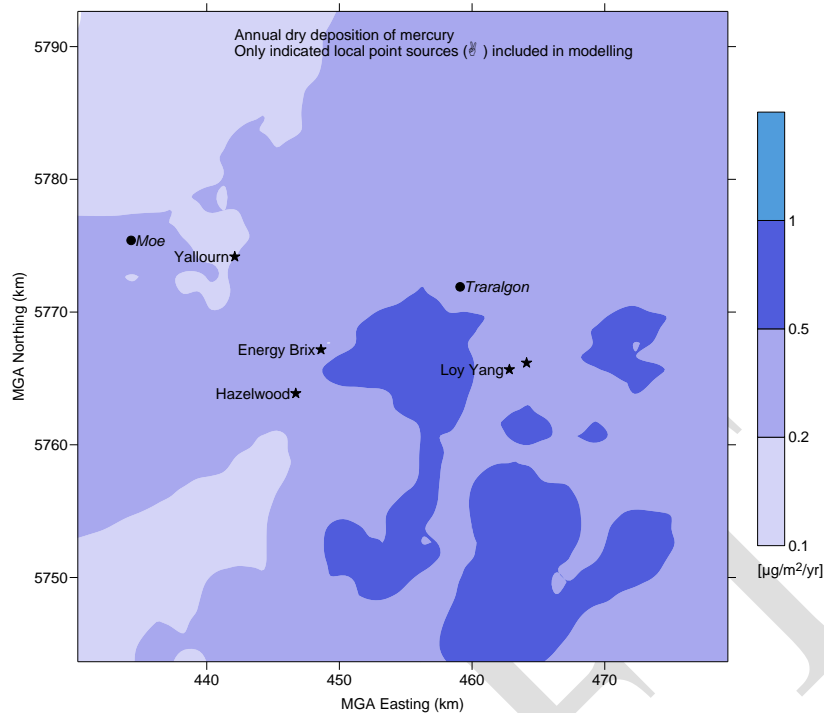 Annual dry deposition of mercury
Only indicated local point sources (✌ ) included in modelling
5790
5780
5770
5760
5750
MGA Northing (km)
Moe
Yallourn
Traralgon
Energy Brix
Loy Yang
Hazelwood
440
450
460
470
MGA Easting (km)
1
0.5
0.2
0.1
[µg/m2/yr]